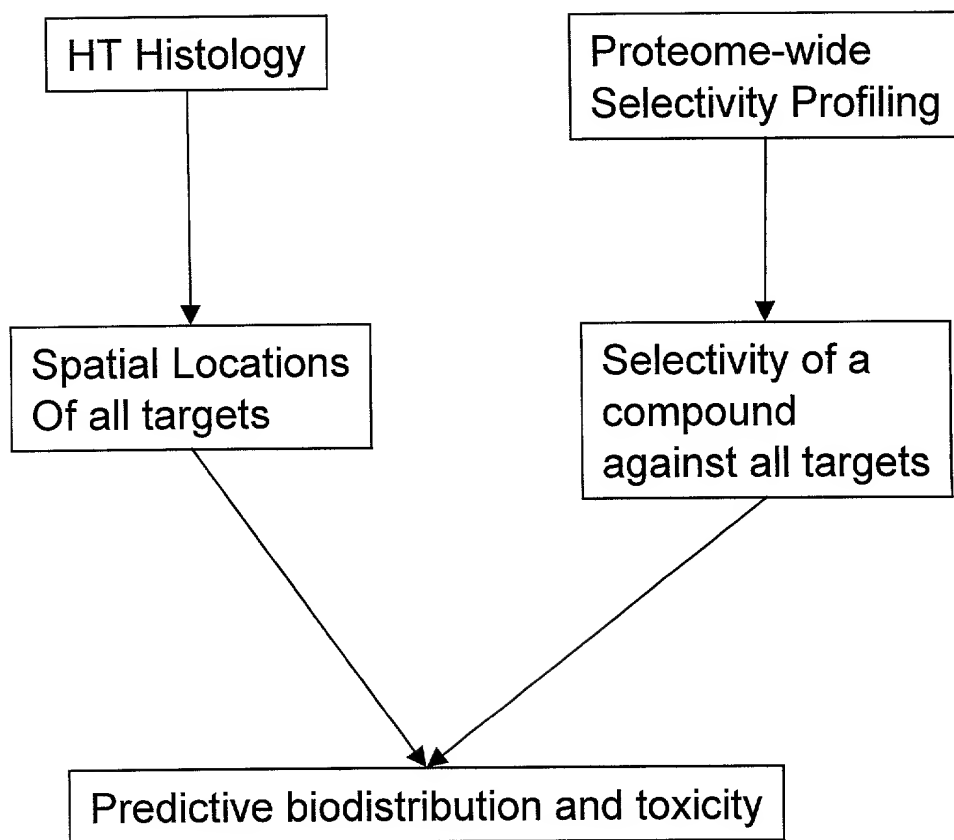 HT Histology
Proteome-wide
Selectivity Profiling
Spatial Locations
Of all targets
Selectivity of a
compound
against all targets
Predictive biodistribution and toxicity